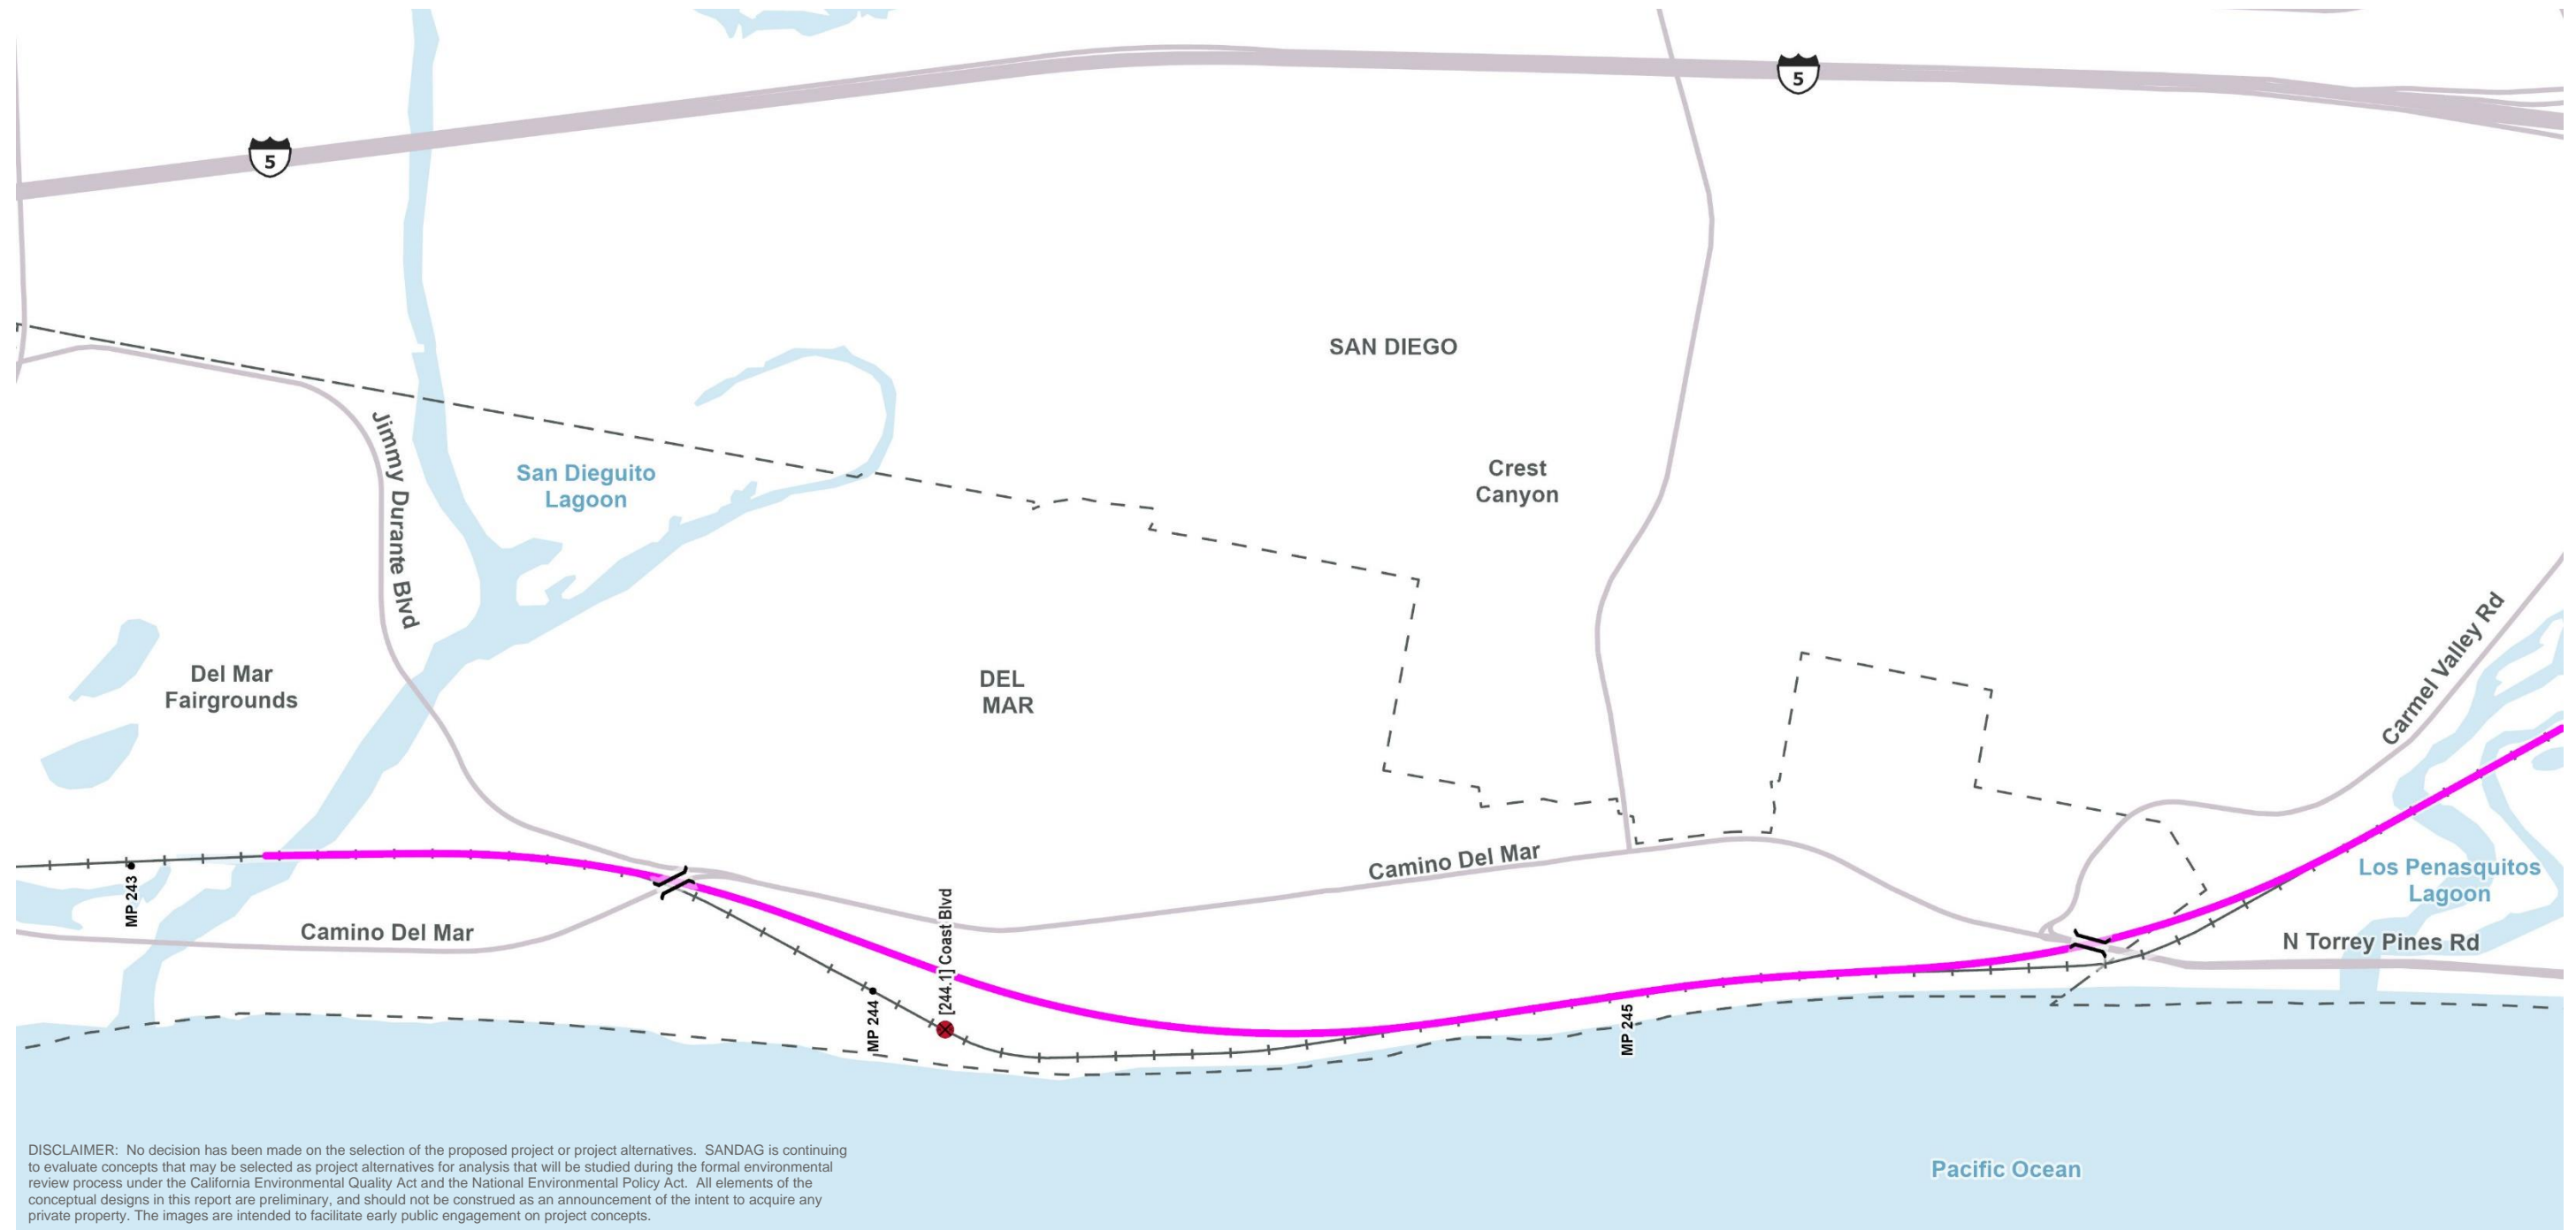 5
5
SAN DIEGO
Jimmy Durante Blvd
San Dieguito
Lagoon
Crest
Canyon
Del Mar
Fairgrounds
DEL
MAR
Carmel Valley Rd
Camino Del Mar
Los Penasquitos
Lagoon
MP 243
Camino Del Mar
[244.1] Coast Blvd
N Torrey Pines Rd
MP 244
MP 245
Pacific Ocean
DISCLAIMER: No decision has been made on the selection of the proposed project or project alternatives. SANDAG is continuing
to evaluate concepts that may be selected as project alternatives for analysis that will be studied during the formal environmental
review process under the California Environmental Quality Act and the National Environmental Policy Act. All elements of the
conceptual designs in this report are preliminary, and should not be construed as an announcement of the intent to acquire any
private property. The images are intended to facilitate early public engagement on project concepts.